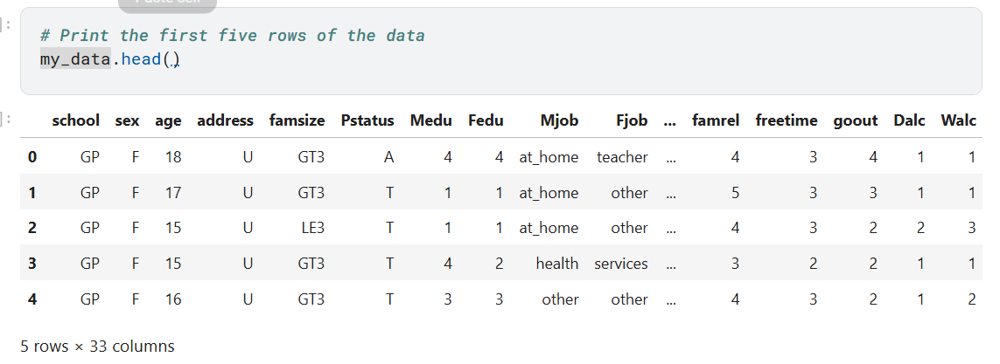 Paste cell
]:
# Print the first five rows of the data
my_data.head()
]:
school sex age address famsize Pstatus Medu Fedu Mjob Fjob ... famrel freetime goout Dalc Walc
0 GP F 18 U GT3 A 4 4 at_home teacher ... 4 3 4 1 1
1 GP F 17 U GT3 T 1 1 at_home other ... 5 3 3 1 1
2 GP F 15 U LE3 T 1 1 at_home other ... 4 3 2 2 3
3 GP F 15 U GT3 T 4 2 health services ... 3 2 2 1 1
4 GP F 16 U GT3 T 3 3 other other ... 4 3 2 1 2
5 rows × 33 columns